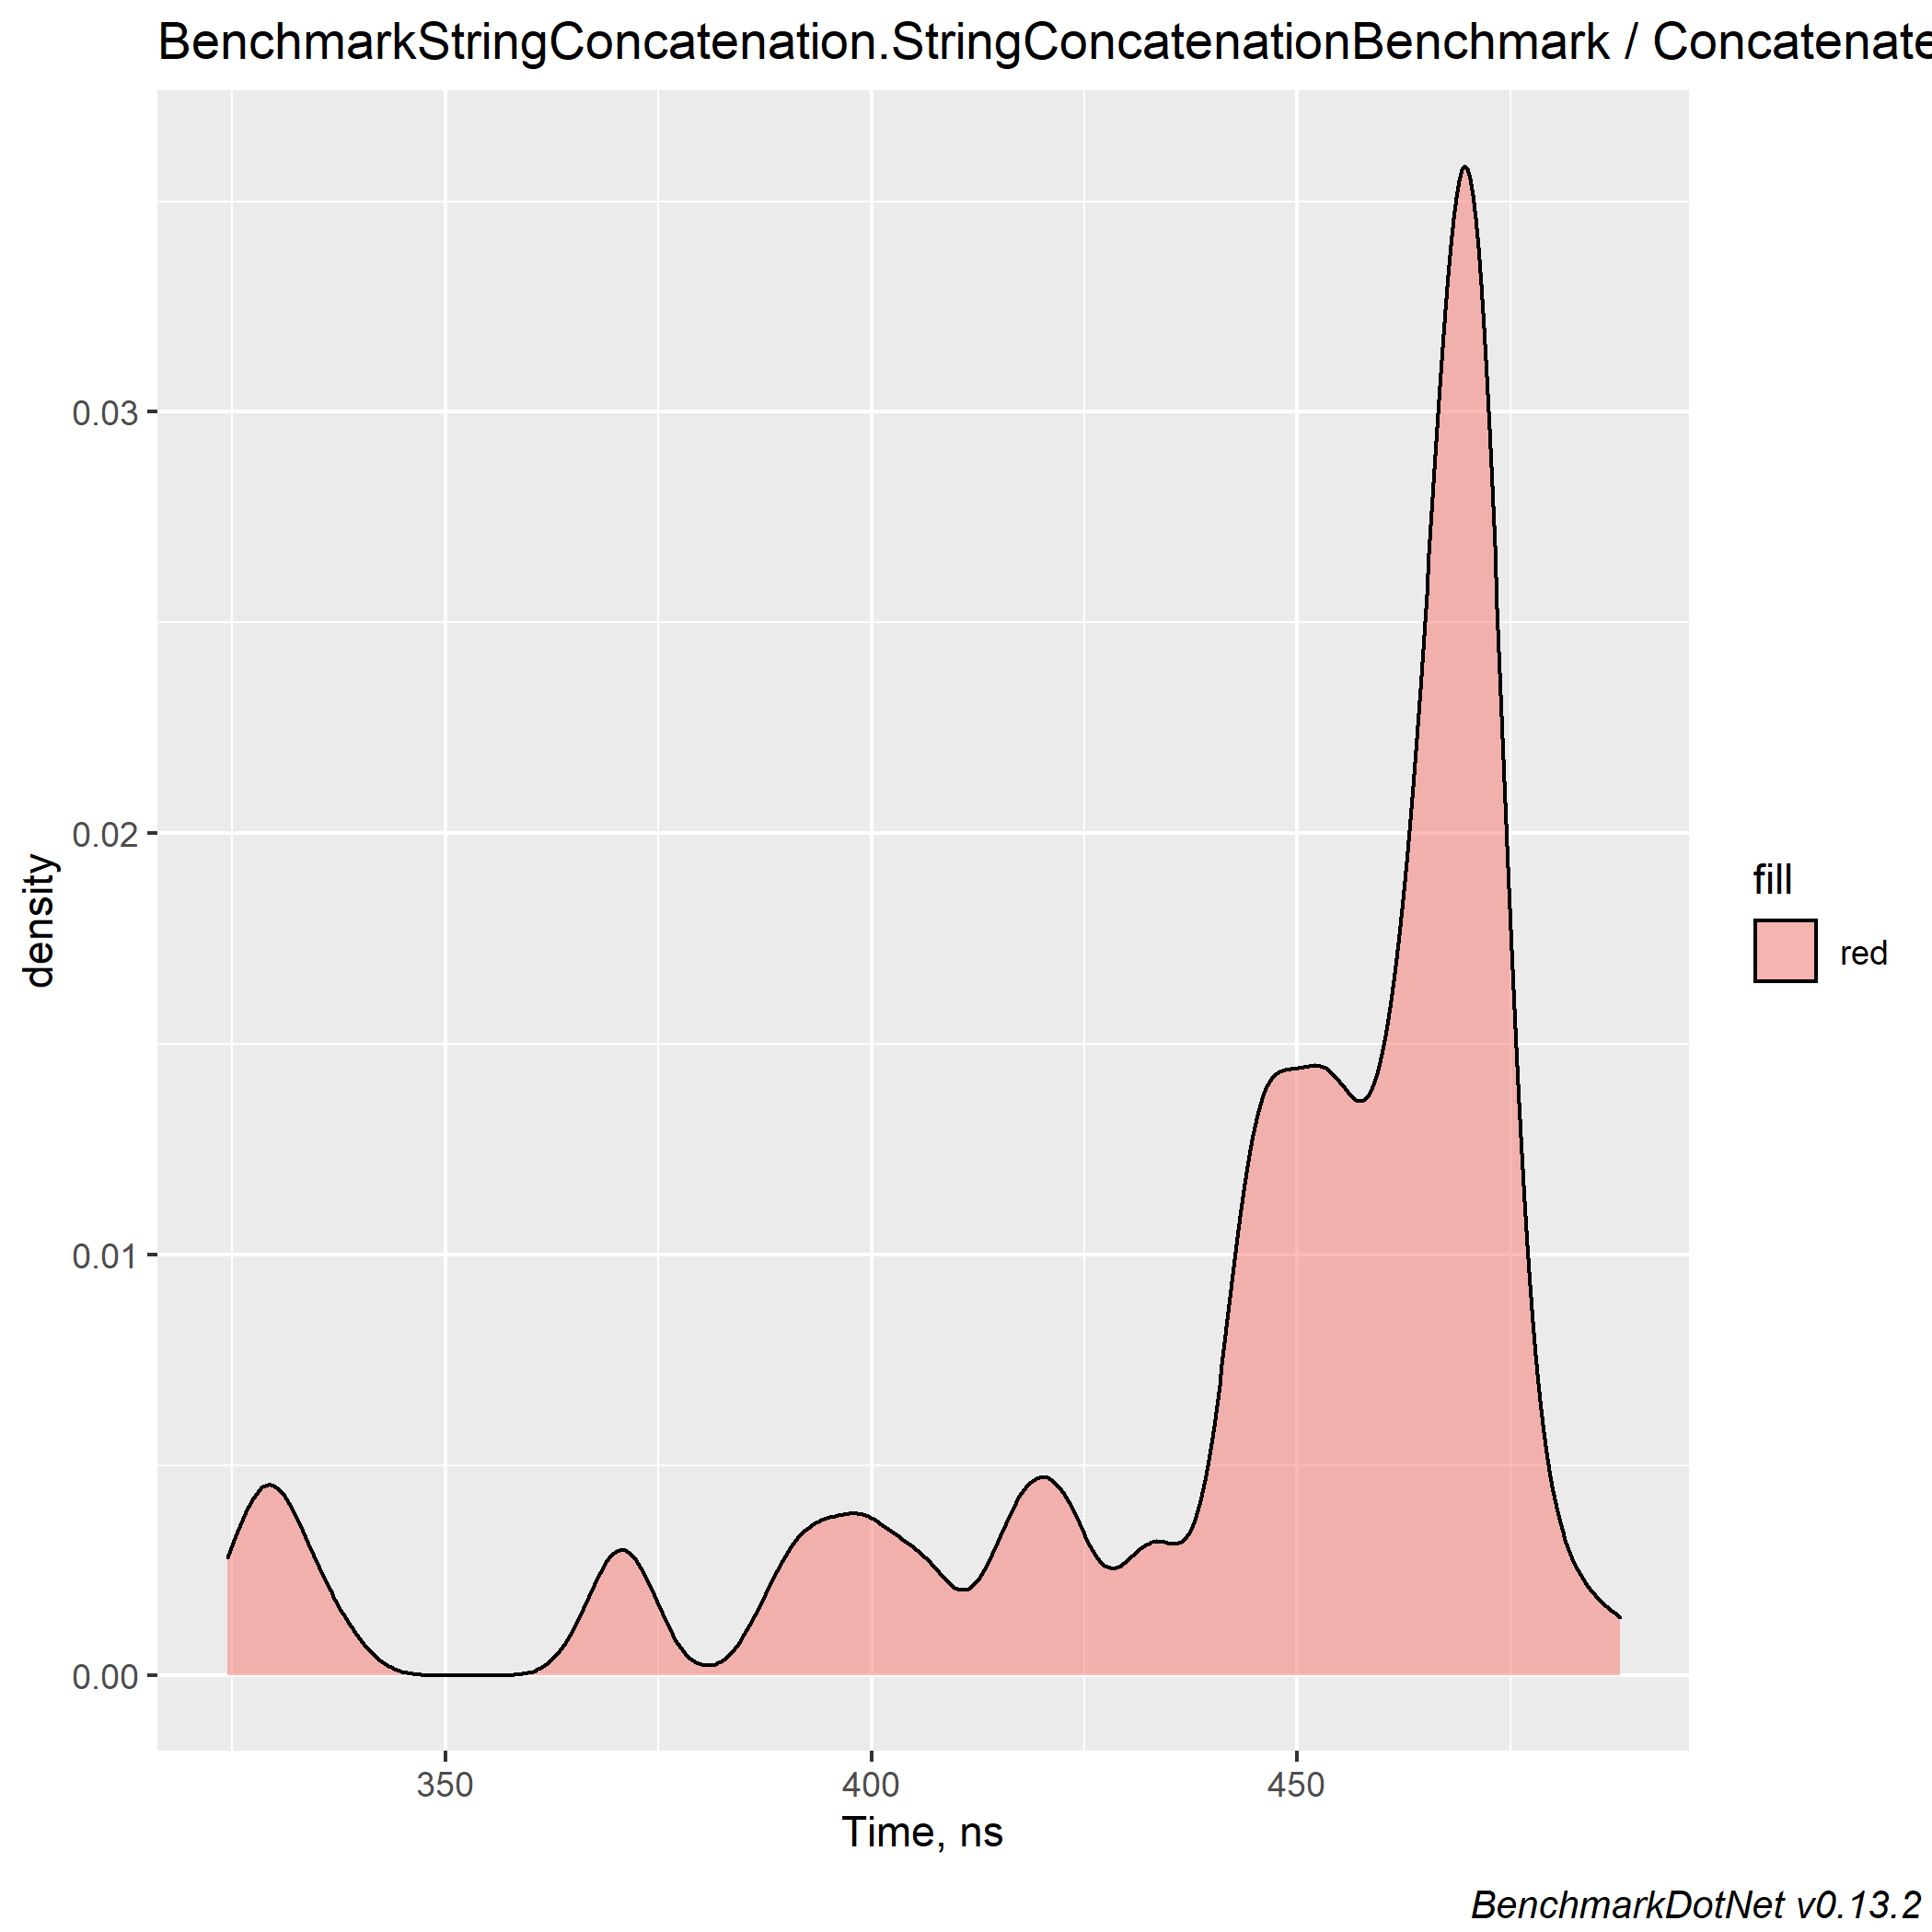 BenchmarkStringConcatenation.StringConcatenationBenchmark / Concatenate
0.03
0.02
0.01
0.00
density
350 400 450
Time, ns
fill
red
BenchmarkDotNet v0.13.2